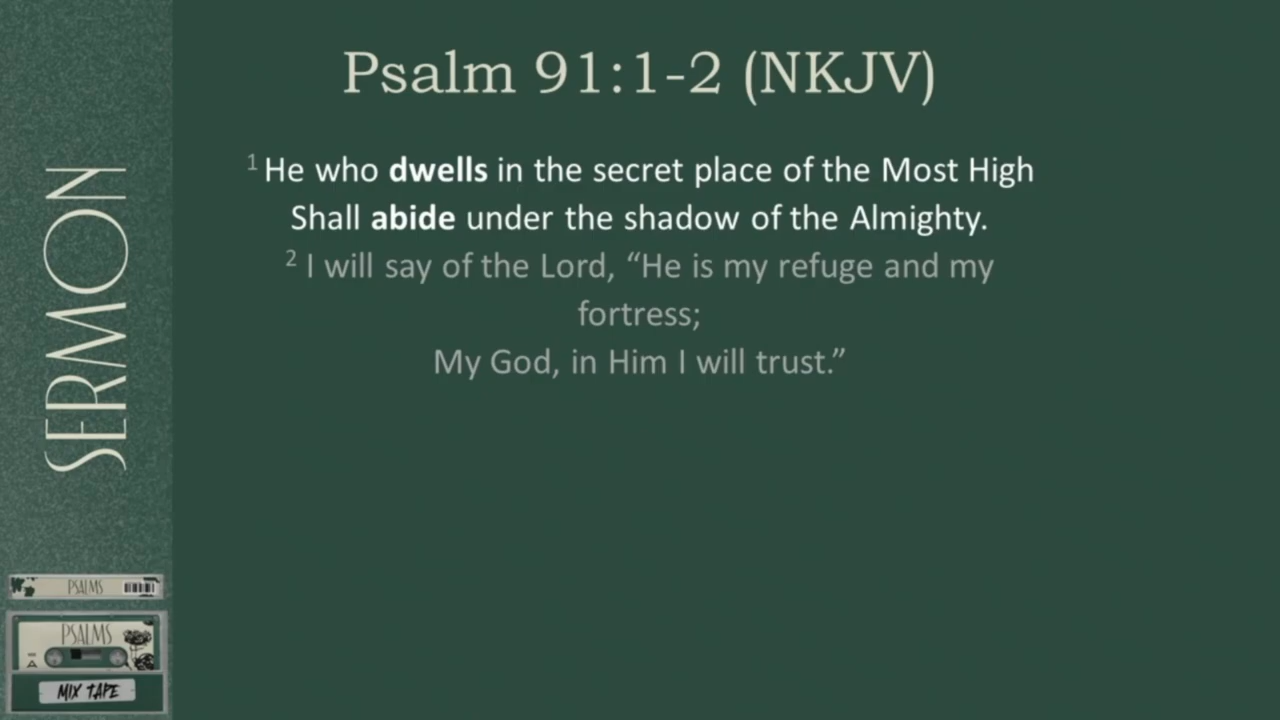 Psalm 91:1-2 (NKJV)
1 He who dwells in the secret place of the Most High
Shall abide under the shadow of the Almighty.
2 I will say of the Lord, “He is my refuge and my
fortress;
My God, in Him I will trust.”
SERMON
PSALMS
PSALMS
A
MIX TAPE